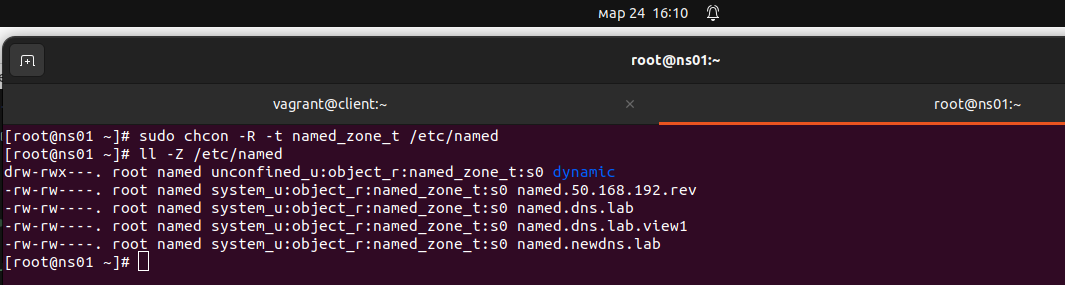 мар 24 16:10
root@ns01:~
vagrant@client:~ × root@ns01:~
[root@ns01 ~]# sudo chcon -R -t named_zone_t /etc/named
[root@ns01 ~]# ll -Z /etc/named
drw-rwx---. root named unconfined_u:object_r:named_zone_t:s0 dynamic
-rw-rw----. root named system_u:object_r:named_zone_t:s0 named.50.168.192.rev
-rw-rw----. root named system_u:object_r:named_zone_t:s0 named.dns.lab
-rw-rw----. root named system_u:object_r:named_zone_t:s0 named.dns.lab.view1
-rw-rw----. root named system_u:object_r:named_zone_t:s0 named.newdns.lab
[root@ns01 ~]#